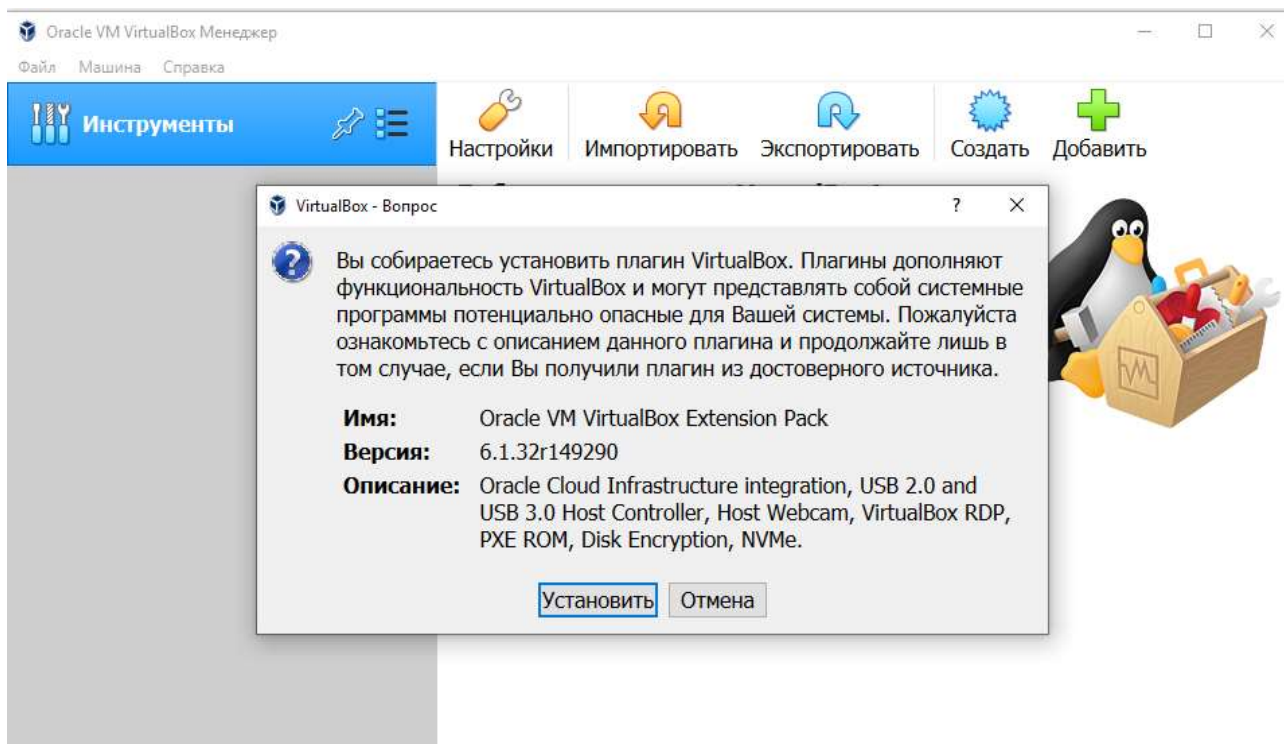 Oracle VM VirtualBox Менеджер
Файл Машина Справка
Инструменты
Настройки Импортировать Экспортировать Создать Добавить
VirtualBox - Вопрос
Вы собираетесь установить плагин VirtualBox. Плагины дополняют
функциональность VirtualBox и могут представлять собой системные
программы потенциально опасные для Вашей системы. Пожалуйста
ознакомьтесь с описанием данного плагина и продолжайте лишь в
том случае, если Вы получили плагин из достоверного источника.
Имя: Oracle VM VirtualBox Extension Pack
Версия: 6.1.32r149290
Описание: Oracle Cloud Infrastructure integration, USB 2.0 and
USB 3.0 Host Controller, Host Webcam, VirtualBox RDP,
PXE ROM, Disk Encryption, NVMe.
Установить Отмена